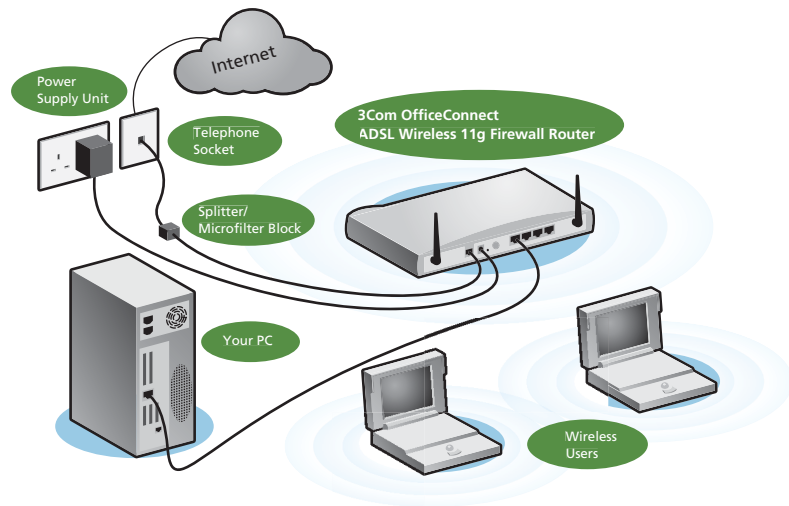 Internet
Power
Supply Unit
3Com OfficeConnect
ADSL Wireless 11g Firewall Router
Telephone
Socket
Splitter/
Microfilter Block
Your PC
Wireless
Users